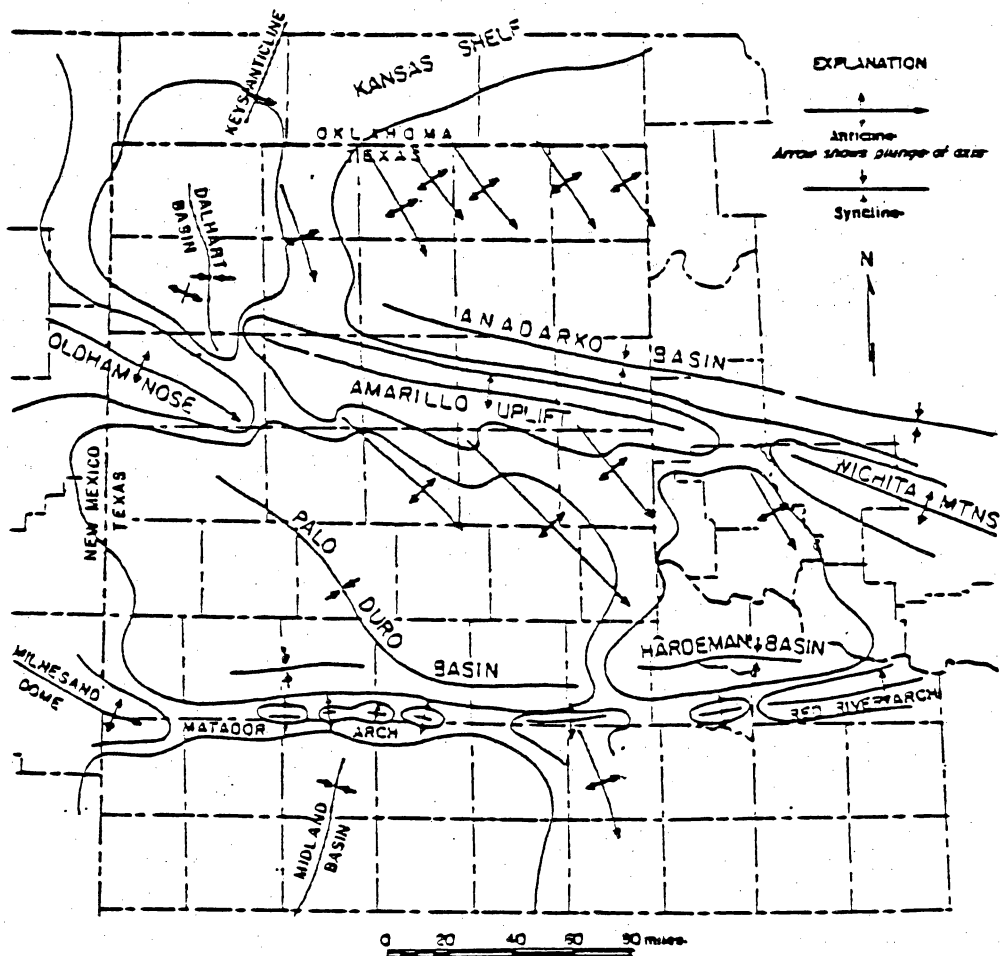 KEYS ANTICLINE
KANSAS SHELF
EXPLANATION
Anticline
Arrow shows plunge of axis
Syncline
OKLAHOMA
TEXAS
DALHART
BASIN
N
ANADARKO BASIN
OLDHAM NOSE
AMARILLO UPLIFT
WICHITA MTNS
NEW MEXICO
TEXAS
PALO
DURO
BASIN
HARDEMAN BASIN
MILNESAND
DOME
MATADOR
ARCH
RED RIVER ARCH
MIDLAND
BASIN
0 20 40 60 80 miles